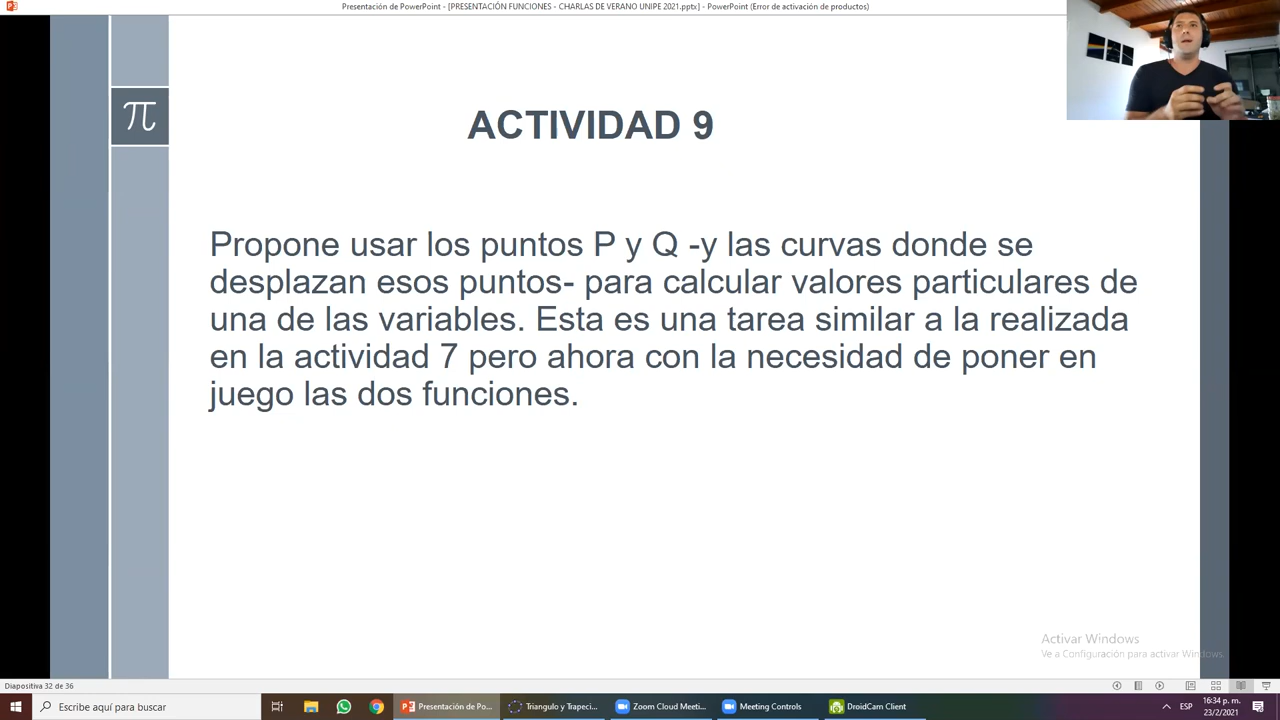 Presentación de PowerPoint - [PRESENTACIÓN FUNCIONES - CHARLAS DE VERANO UNIPE 2021.pptx] - PowerPoint (Error de activación de productos)
π
ACTIVIDAD 9
Propone usar los puntos P y Q -y las curvas donde se
desplazan esos puntos- para calcular valores particulares de
una de las variables. Esta es una tarea similar a la realizada
en la actividad 7 pero ahora con la necesidad de poner en
juego las dos funciones.
Activar Windows
Ve a Configuración para activar Windows.
Diapositiva 32 de 36
Escribe aquí para buscar
Presentación de Po...
Triangulo y Trapeci...
Zoom Cloud Meeti...
Meeting Controls
DroidCam Client
ESP
16:34 p. m.
23/2/2021